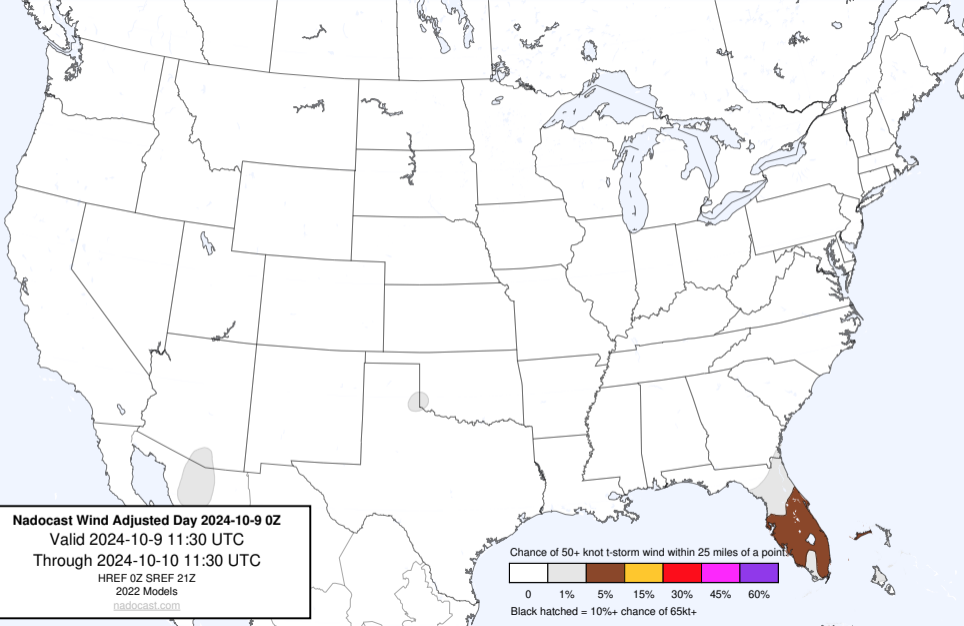 Nadocast Wind Adjusted Day 2024-10-9 0Z
Valid 2024-10-9 11:30 UTC
Through 2024-10-10 11:30 UTC
HREF 0Z SREF 21Z
2022 Models
nadocast.com
Chance of 50+ knot t-storm wind within 25 miles of a point.
0 1% 5% 15% 30% 45% 60%
Black hatched = 10%+ chance of 65kt+